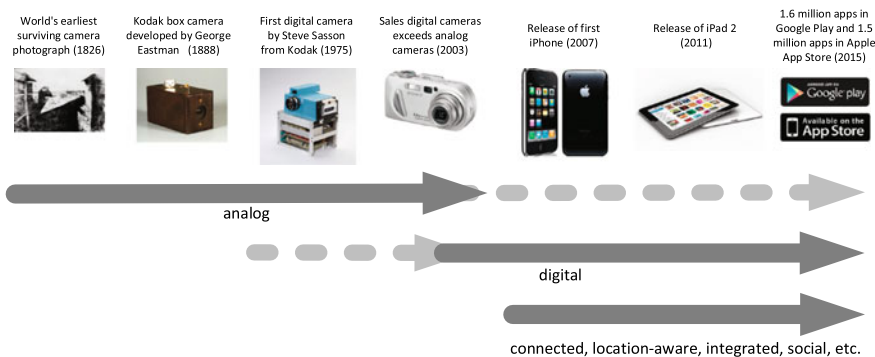 World's earliest
surviving camera
photograph (1826)
Kodak box camera
developed by George
Eastman (1888)
First digital camera
by Steve Sasson
from Kodak (1975)
Sales digital cameras
exceeds analog
cameras (2003)
Release of first
iPhone (2007)
Release of iPad 2
(2011)
1.6 million apps in
Google Play and 1.5
million apps in Apple
App Store (2015)
Google play
Available on the
App Store
analog
digital
connected, location-aware, integrated, social, etc.